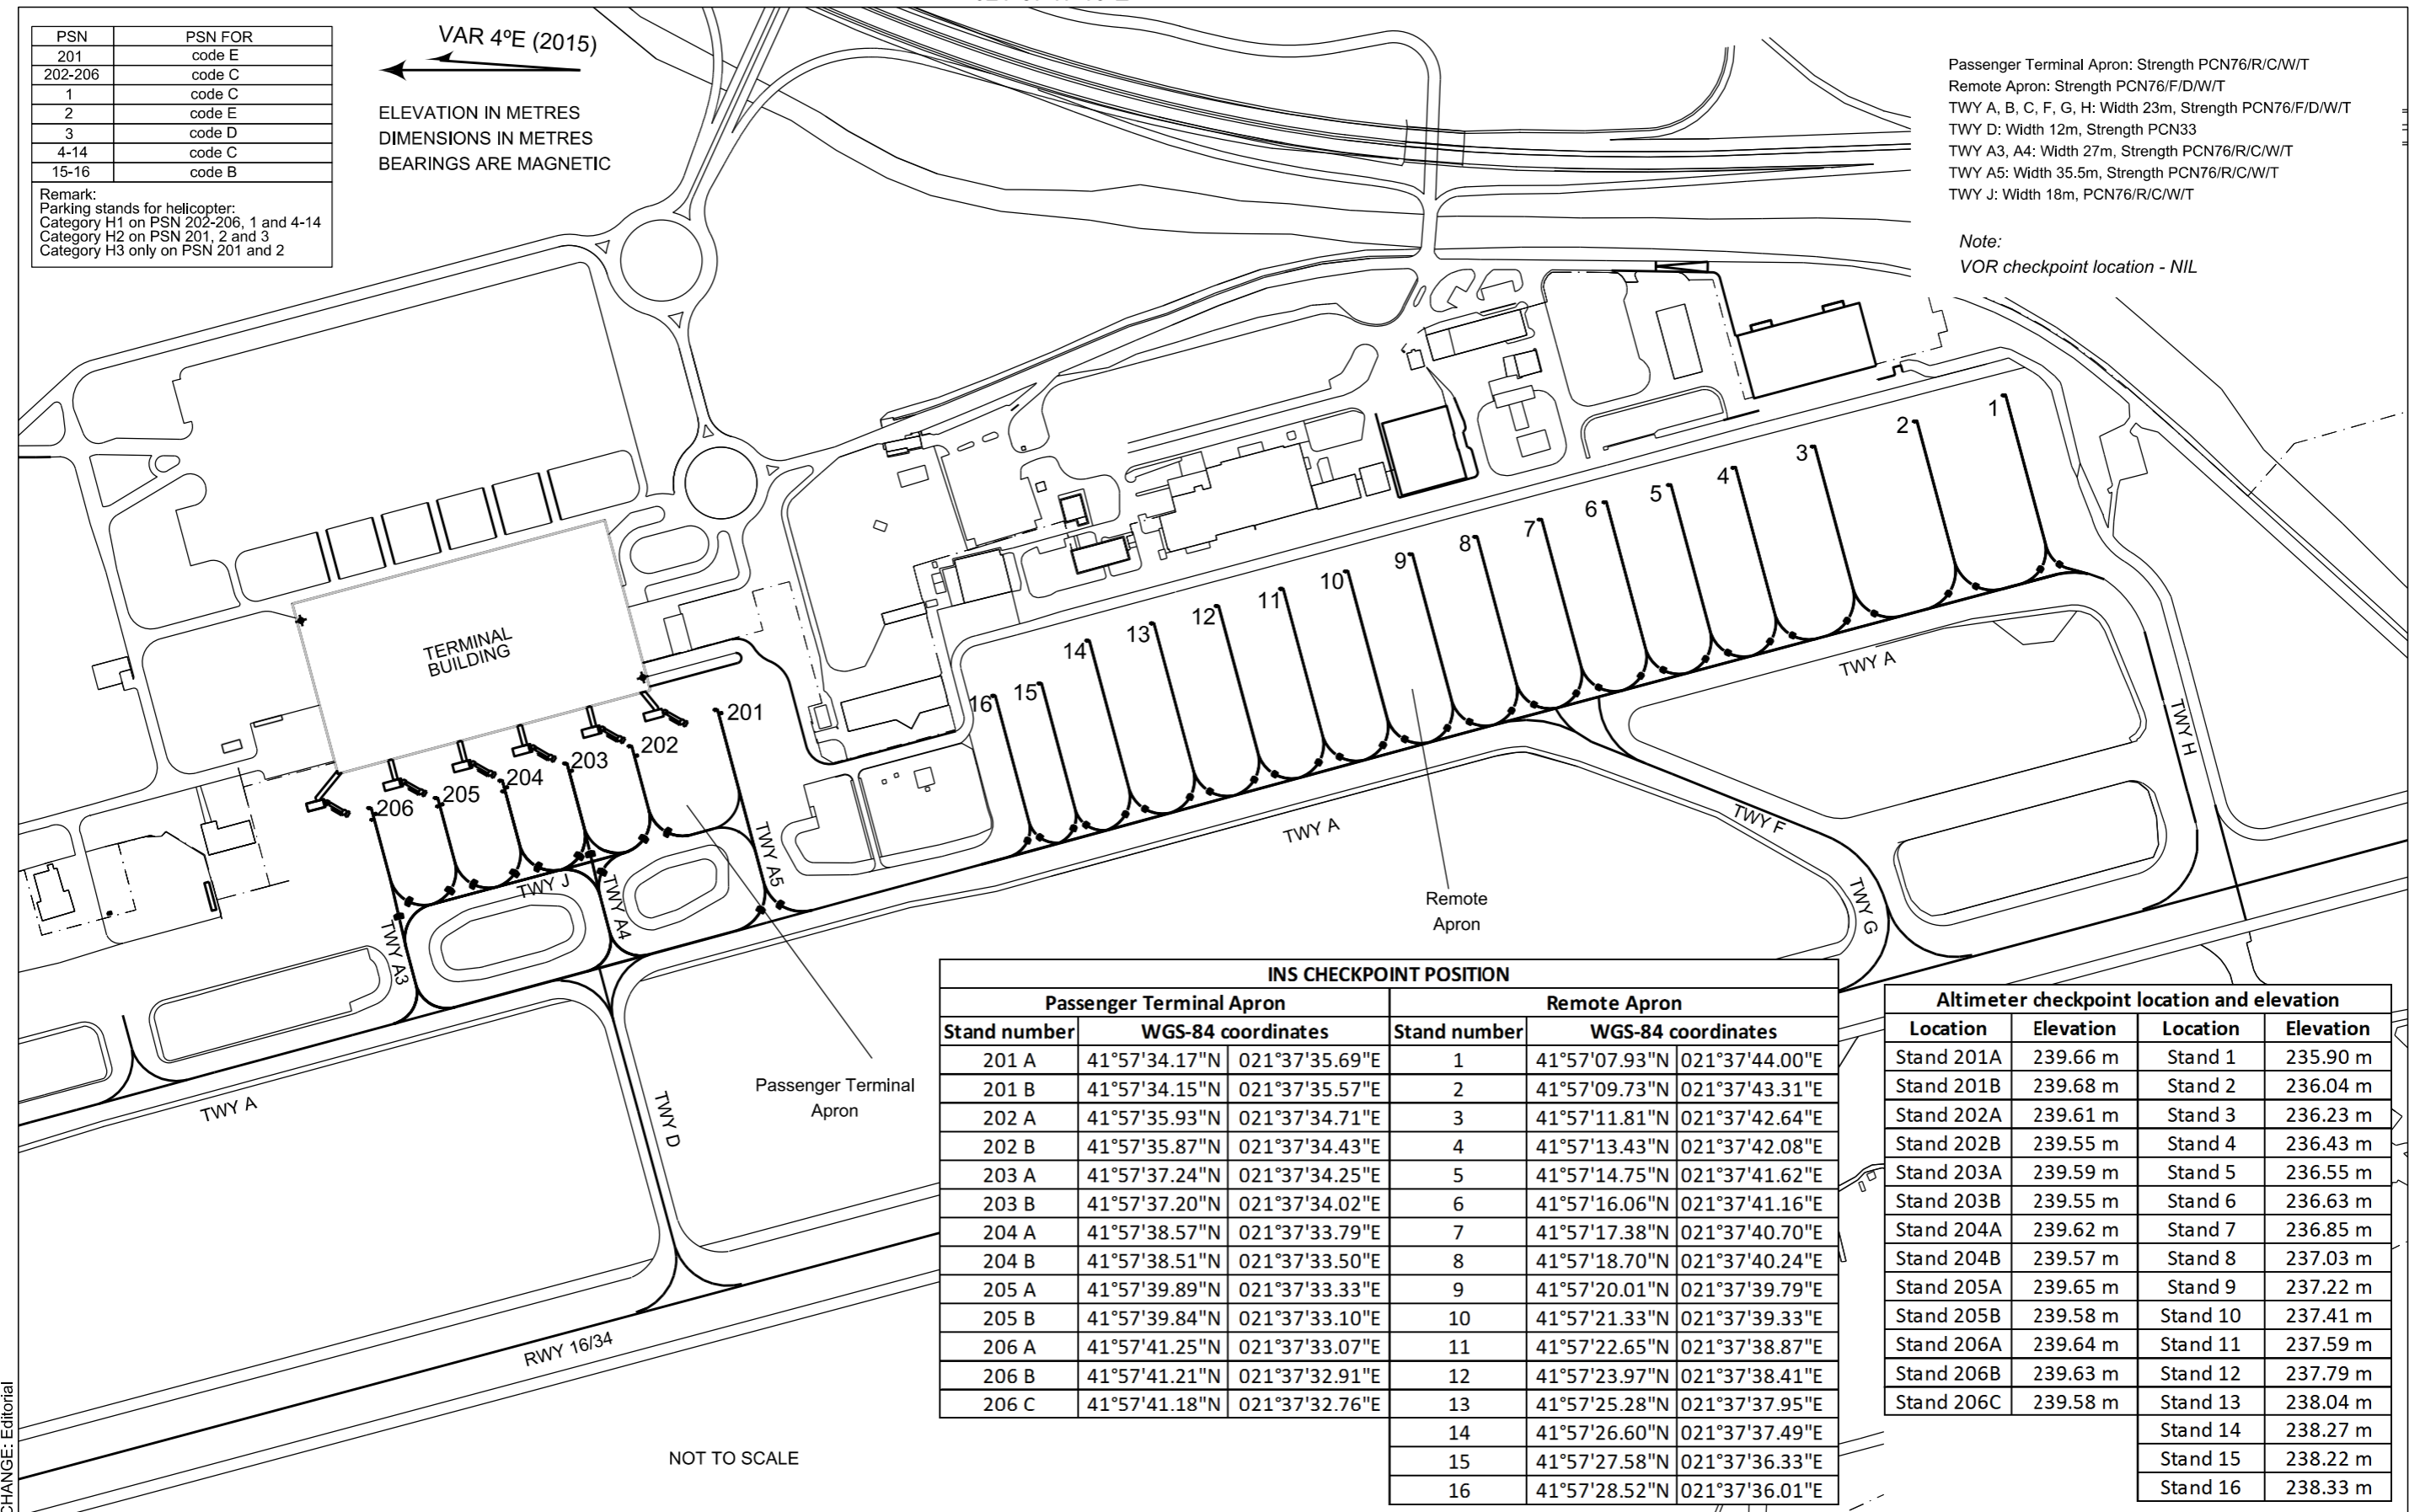 PSN PSN FOR
201 code E
202-206 code C
1 code C
2 code E
3 code D
4-14 code C
15-16 code B
Remark:
Parking stands for helicopter:
Category H1 on PSN 202-206, 1 and 4-14
Category H2 on PSN 201, 2 and 3
Category H3 only on PSN 201 and 2
VAR 4ºE (2015)
ELEVATION IN METRES
DIMENSIONS IN METRES
BEARINGS ARE MAGNETIC
Passenger Terminal Apron: Strength PCN76/R/C/W/T
Remote Apron: Strength PCN76/F/D/W/T
TWY A, B, C, F, G, H: Width 23m, Strength PCN76/F/D/W/T
TWY D: Width 12m, Strength PCN33
TWY A3, A4: Width 27m, Strength PCN76/R/C/W/T
TWY A5: Width 35.5m, Strength PCN76/R/C/W/T
TWY J: Width 18m, PCN76/R/C/W/T
Note:
VOR checkpoint location - NIL
1
2
3
4
5
6
7
8
9
10
11
12
13
14
15
16
TERMINAL
BUILDING
201
202
203
204
205
206
TWY A
TWY H
TWY F
TWY G
TWY A
TWY A5
TWY J
TWY A4
TWY A3
TWY A
TWY D
RWY 16/34
Remote
Apron
Passenger Terminal
Apron
NOT TO SCALE
CHANGE: Editorial
INS CHECKPOINT POSITION
Passenger Terminal Apron Remote Apron
Stand number WGS-84 coordinates Stand number WGS-84 coordinates
201 A 41°57'34.17"N 021°37'35.69"E 1 41°57'07.93"N 021°37'44.00"E
201 B 41°57'34.15"N 021°37'35.57"E 2 41°57'09.73"N 021°37'43.31"E
202 A 41°57'35.93"N 021°37'34.71"E 3 41°57'11.81"N 021°37'42.64"E
202 B 41°57'35.87"N 021°37'34.43"E 4 41°57'13.43"N 021°37'42.08"E
203 A 41°57'37.24"N 021°37'34.25"E 5 41°57'14.75"N 021°37'41.62"E
203 B 41°57'37.20"N 021°37'34.02"E 6 41°57'16.06"N 021°37'41.16"E
204 A 41°57'38.57"N 021°37'33.79"E 7 41°57'17.38"N 021°37'40.70"E
204 B 41°57'38.51"N 021°37'33.50"E 8 41°57'18.70"N 021°37'40.24"E
205 A 41°57'39.89"N 021°37'33.33"E 9 41°57'20.01"N 021°37'39.79"E
205 B 41°57'39.84"N 021°37'33.10"E 10 41°57'21.33"N 021°37'39.33"E
206 A 41°57'41.25"N 021°37'33.07"E 11 41°57'22.65"N 021°37'38.87"E
206 B 41°57'41.21"N 021°37'32.91"E 12 41°57'23.97"N 021°37'38.41"E
206 C 41°57'41.18"N 021°37'32.76"E 13 41°57'25.28"N 021°37'37.95"E
14 41°57'26.60"N 021°37'37.49"E
15 41°57'27.58"N 021°37'36.33"E
16 41°57'28.52"N 021°37'36.01"E
Altimeter checkpoint location and elevation
Location Elevation Location Elevation
Stand 201A 239.66 m Stand 1 235.90 m
Stand 201B 239.68 m Stand 2 236.04 m
Stand 202A 239.61 m Stand 3 236.23 m
Stand 202B 239.55 m Stand 4 236.43 m
Stand 203A 239.59 m Stand 5 236.55 m
Stand 203B 239.55 m Stand 6 236.63 m
Stand 204A 239.62 m Stand 7 236.85 m
Stand 204B 239.57 m Stand 8 237.03 m
Stand 205A 239.65 m Stand 9 237.22 m
Stand 205B 239.58 m Stand 10 237.41 m
Stand 206A 239.64 m Stand 11 237.59 m
Stand 206B 239.63 m Stand 12 237.79 m
Stand 206C 239.58 m Stand 13 238.04 m
Stand 14 238.27 m
Stand 15 238.22 m
Stand 16 238.33 m